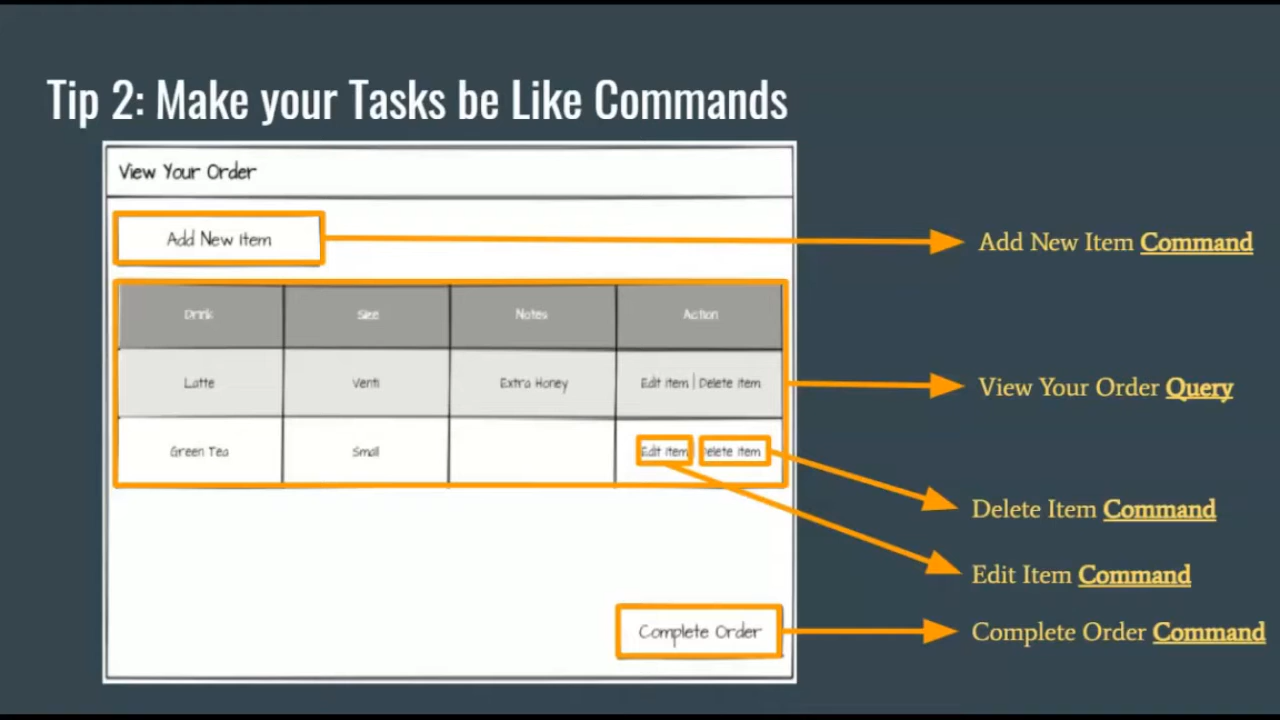 Tip 2: Make your Tasks be Like Commands
View Your Order
Add New Item
Add New Item Command
Drink Size Notes Action
Latte Venti Extra Honey Edit item | Delete item
View Your Order Query
Green Tea Small Edit item Delete item
Delete Item Command
Edit Item Command
Complete Order
Complete Order Command